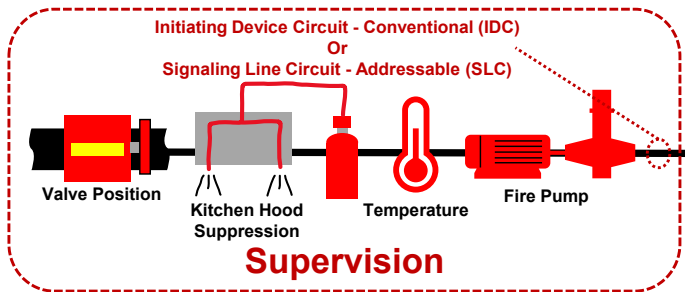 Initiating Device Circuit - Conventional (IDC)
Or
Signaling Line Circuit - Addressable (SLC)
Valve Position
Kitchen Hood
Suppression
Temperature
Fire Pump
Supervision